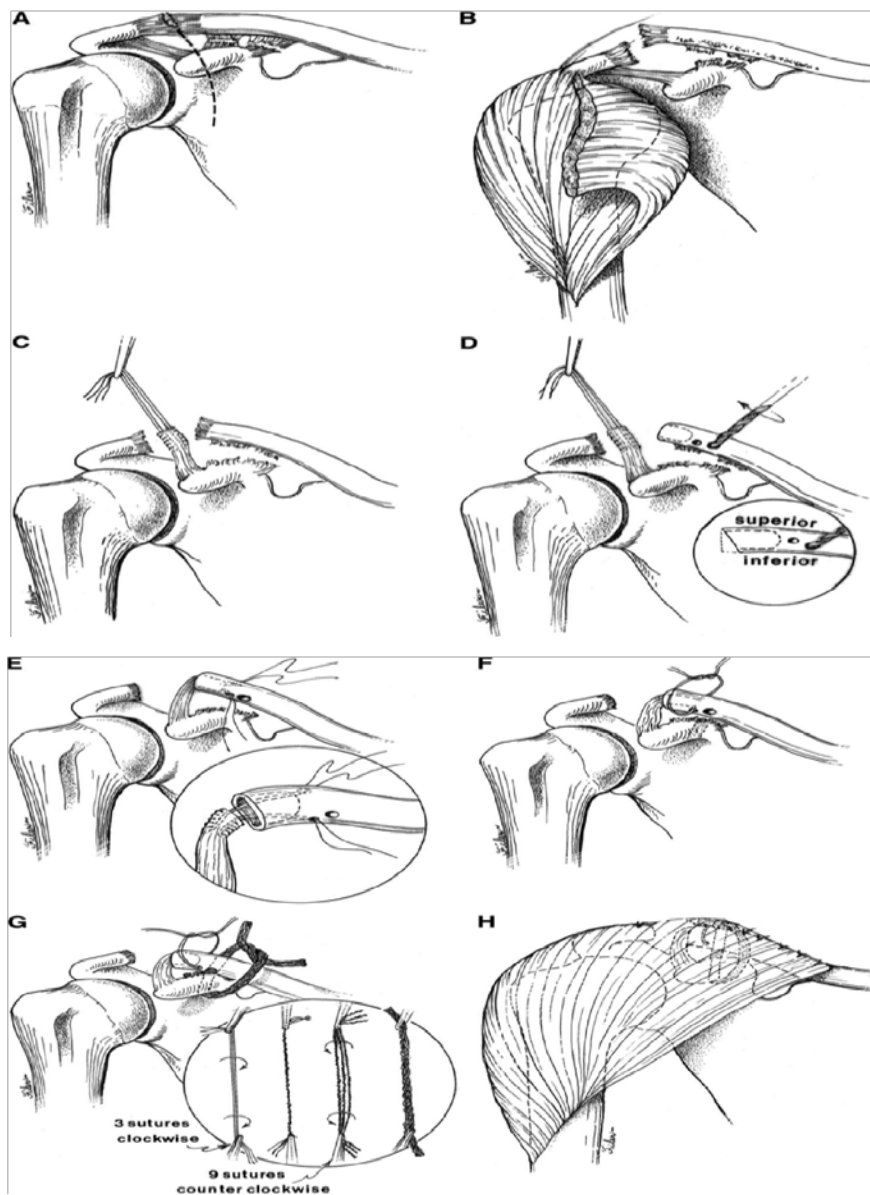 A
B
C
D
superior
inferior
E
F
G
H
3 sutures
clockwise
9 sutures
counter clockwise